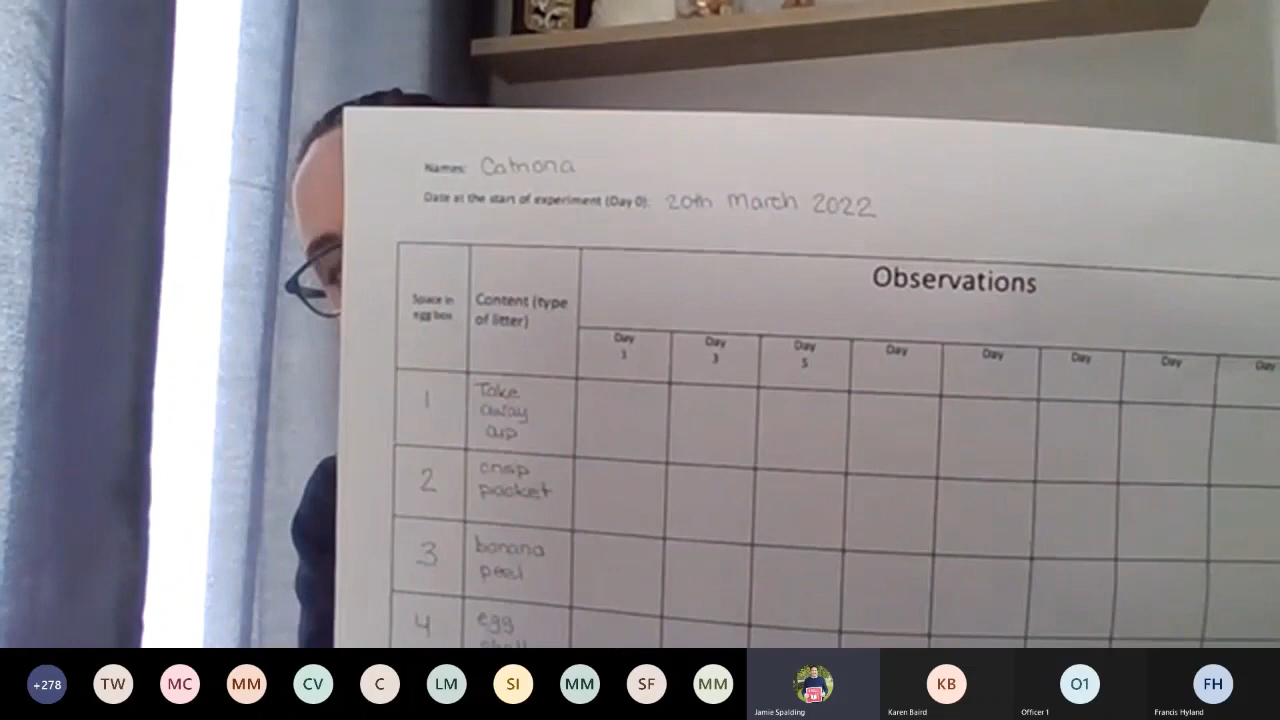 Names: Catriona
Date at the start of experiment (Day 0): 20th March 2022
Observations
Space in
egg box
Content (type
of litter)
Day
1
Day
3
Day
5
Day
Day
Day
Day
Day
1
Take
away
cup
2
crisp
packet
3
banana
peel
4
egg
shell
+278
TW
MC
MM
CV
C
LM
SI
MM
SF
MM
Jamie Spalding
KB
Karen Baird
O1
Officer 1
FH
Francis Hyland